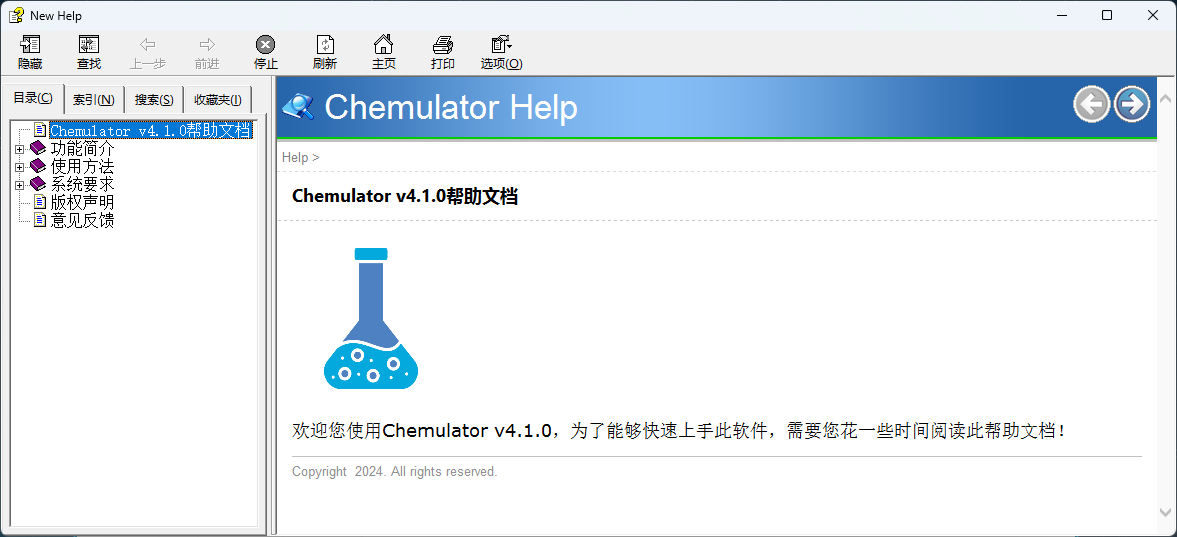 New Help
隐藏 查找 上一步 前进 停止 刷新 主页 打印 选项(O)
目录(C) 索引(N) 搜索(S) 收藏夹(I)
Chemulator v4.1.0帮助文档
功能简介
使用方法
系统要求
版权声明
意见反馈
Chemulator Help
Help >
Chemulator v4.1.0帮助文档
欢迎您使用Chemulator v4.1.0，为了能够快速上手此软件，需要您花一些时间阅读此帮助文档！
Copyright  2024. All rights reserved.